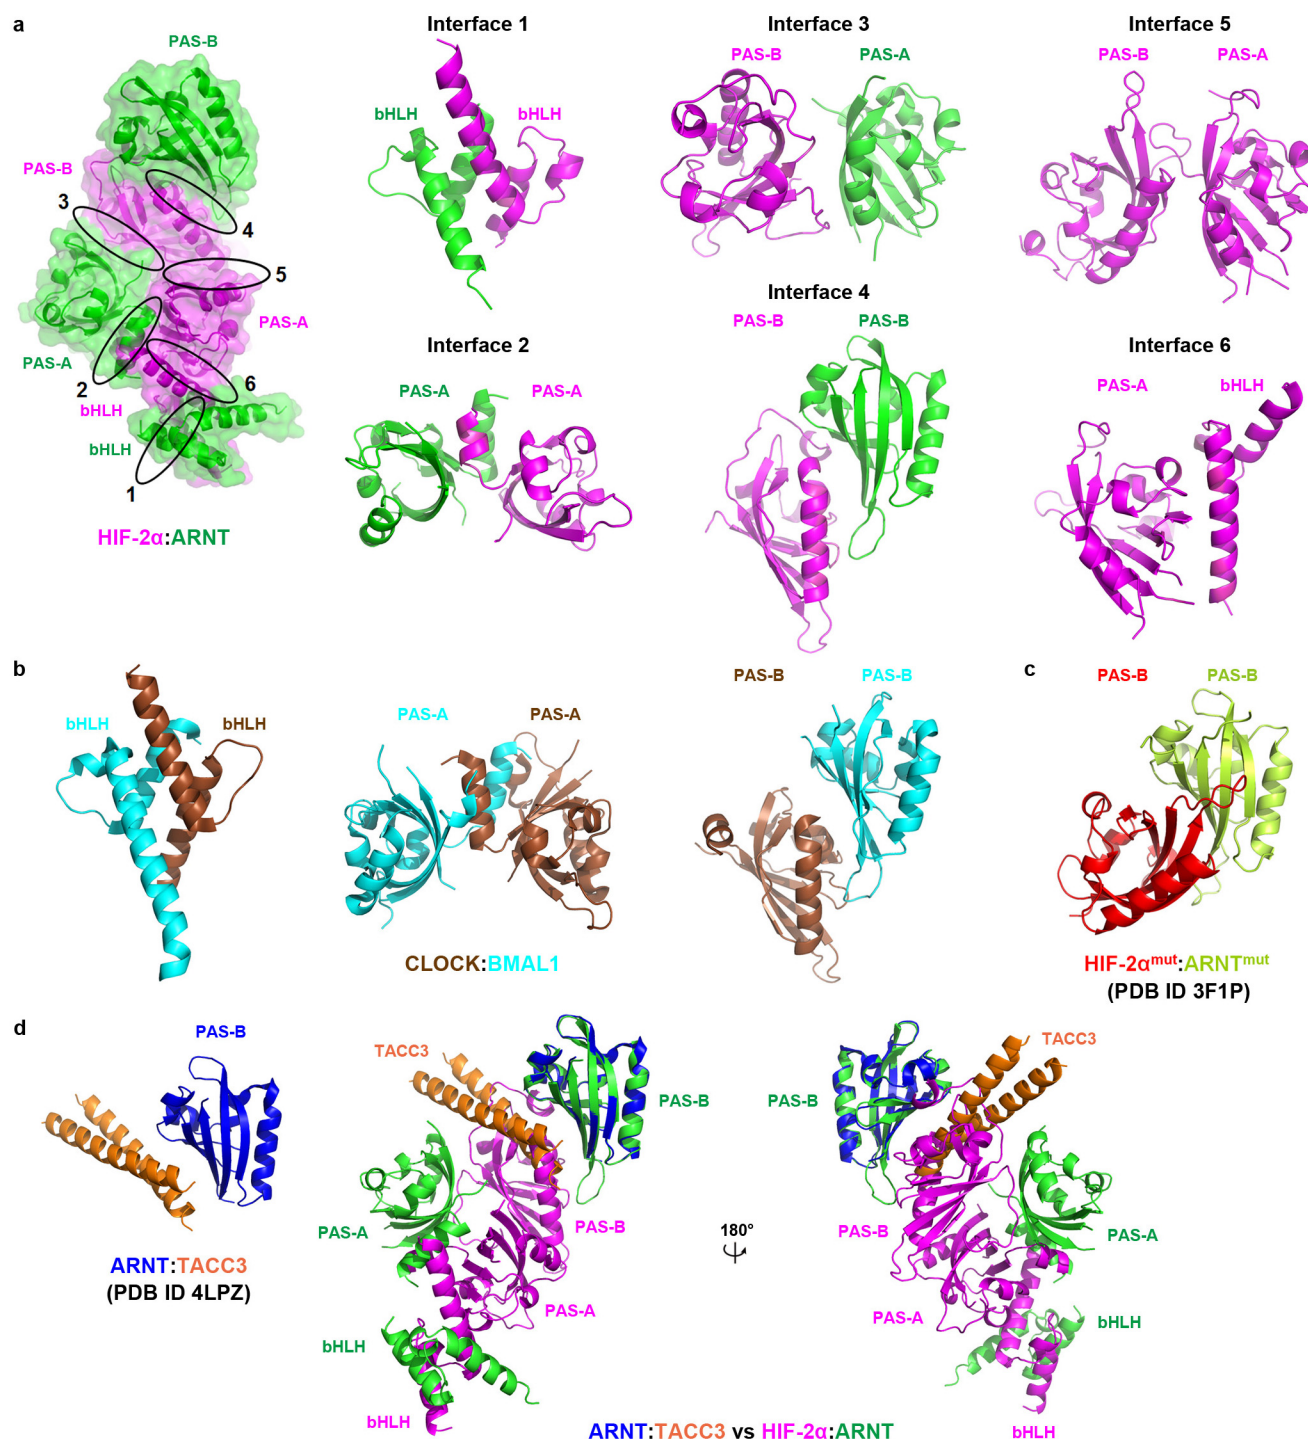 a
PAS-B
PAS-B
3
4
5
PAS-A
PAS-A
2
6
bHLH
bHLH
1
HIF-2α:ARNT
Interface 1
bHLH
bHLH
Interface 2
PAS-A
PAS-A
Interface 3
PAS-B
PAS-A
Interface 4
PAS-B
PAS-B
Interface 5
PAS-B
PAS-A
Interface 6
PAS-A
bHLH
b
bHLH
bHLH
PAS-A
PAS-A
CLOCK:BMAL1
PAS-B
PAS-B
c
PAS-B
PAS-B
HIF-2αᵐᵘᵗ:ARNTᵐᵘᵗ
(PDB ID 3F1P)
d
PAS-B
ARNT:TACC3
(PDB ID 4LPZ)
TACC3
PAS-B
PAS-A
PAS-B
PAS-A
bHLH
bHLH
180°
TACC3
PAS-B
PAS-B
PAS-A
PAS-A
bHLH
bHLH
ARNT:TACC3 vs HIF-2α:ARNT